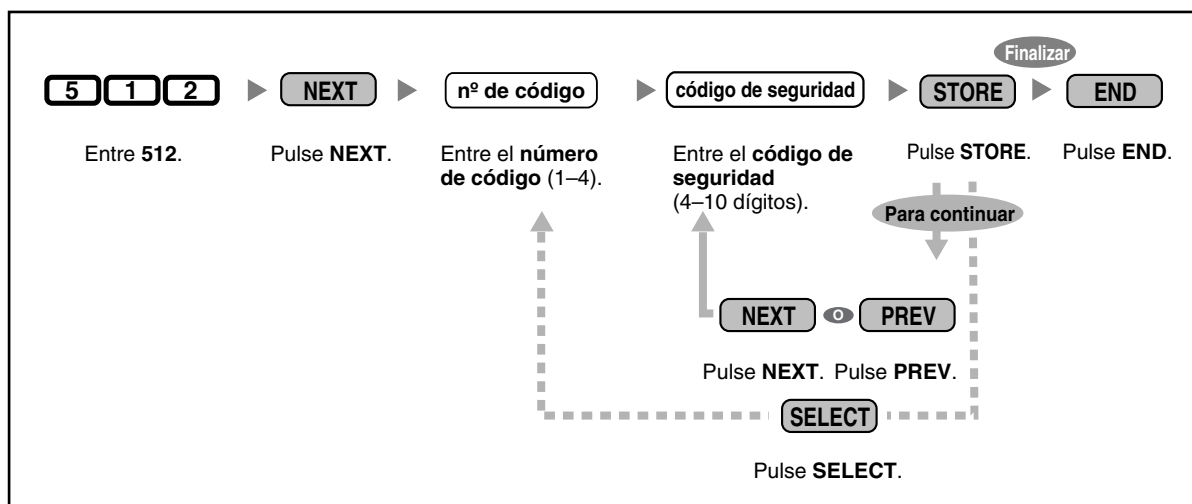 Finalizar
5 1 2 NEXT nº de código código de seguridad STORE END
Entre 512. Pulse NEXT. Entre el número Entre el código de Pulse STORE. Pulse END.
de código (1–4). seguridad
(4–10 dígitos).
Para continuar
NEXT O PREV
Pulse NEXT. Pulse PREV.
SELECT
Pulse SELECT.